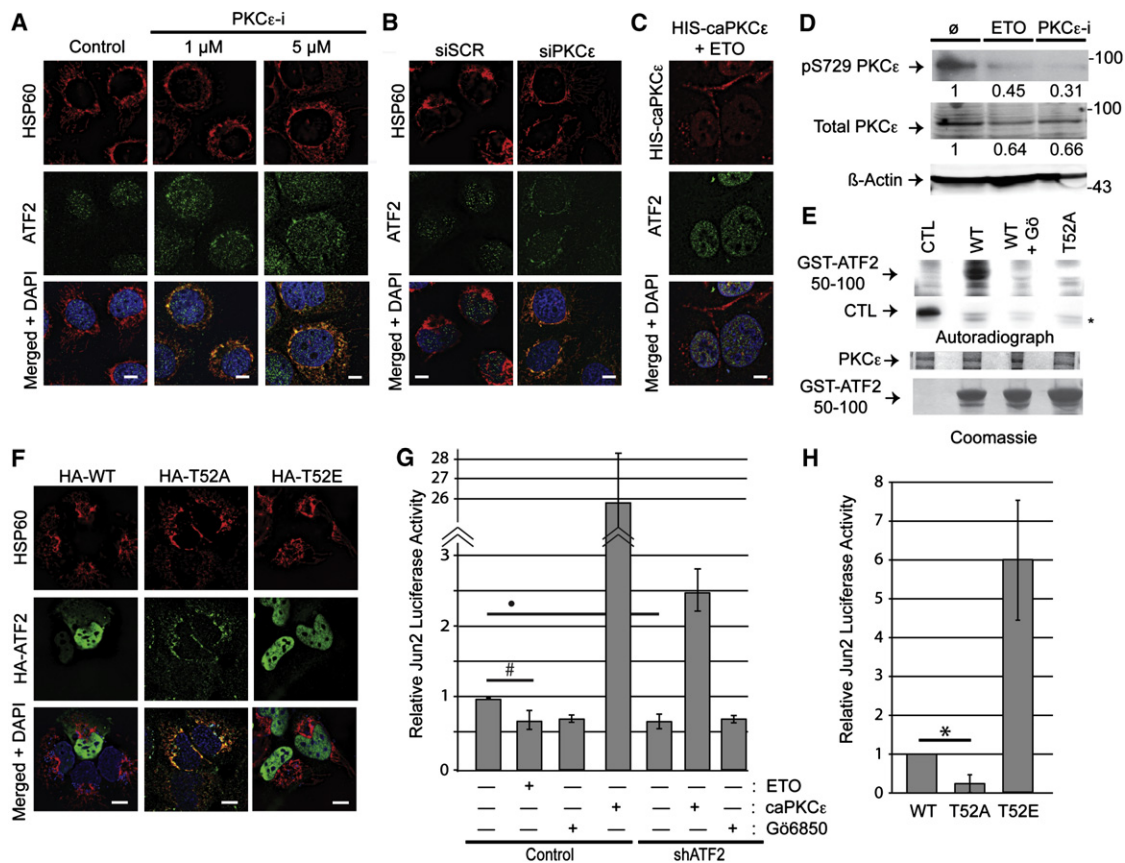 A
PKCε-i
Control
1 µM
5 µM
HSP60
ATF2
Merged + DAPI
B
siSCR
siPKCε
HSP60
ATF2
Merged + DAPI
C
HIS-caPKCε
+ ETO
HIS-caPKCε
ATF2
Merged + DAPI
D
ø ETO PKCε-i
pS729 PKCε
-100
1 0.45 0.31
-100
Total PKCε
1 0.64 0.66
ß-Actin
-43
E
CTL WT WT + Gö T52A
GST-ATF2
50-100
CTL
*
Autoradiograph
PKCε
GST-ATF2
50-100
Coomassie
F
HA-WT HA-T52A HA-T52E
HSP60
HA-ATF2
Merged + DAPI
G
Relative Jun2 Luciferase Activity
28
27
26
3
2
1
0
•
#
— + — — — — — : ETO
— — — + — + — : caPKCε
— — + — — — + : Gö6850
Control shATF2
H
Relative Jun2 Luciferase Activity
8
7
6
5
4
3
2
1
0
*
WT T52A T52E